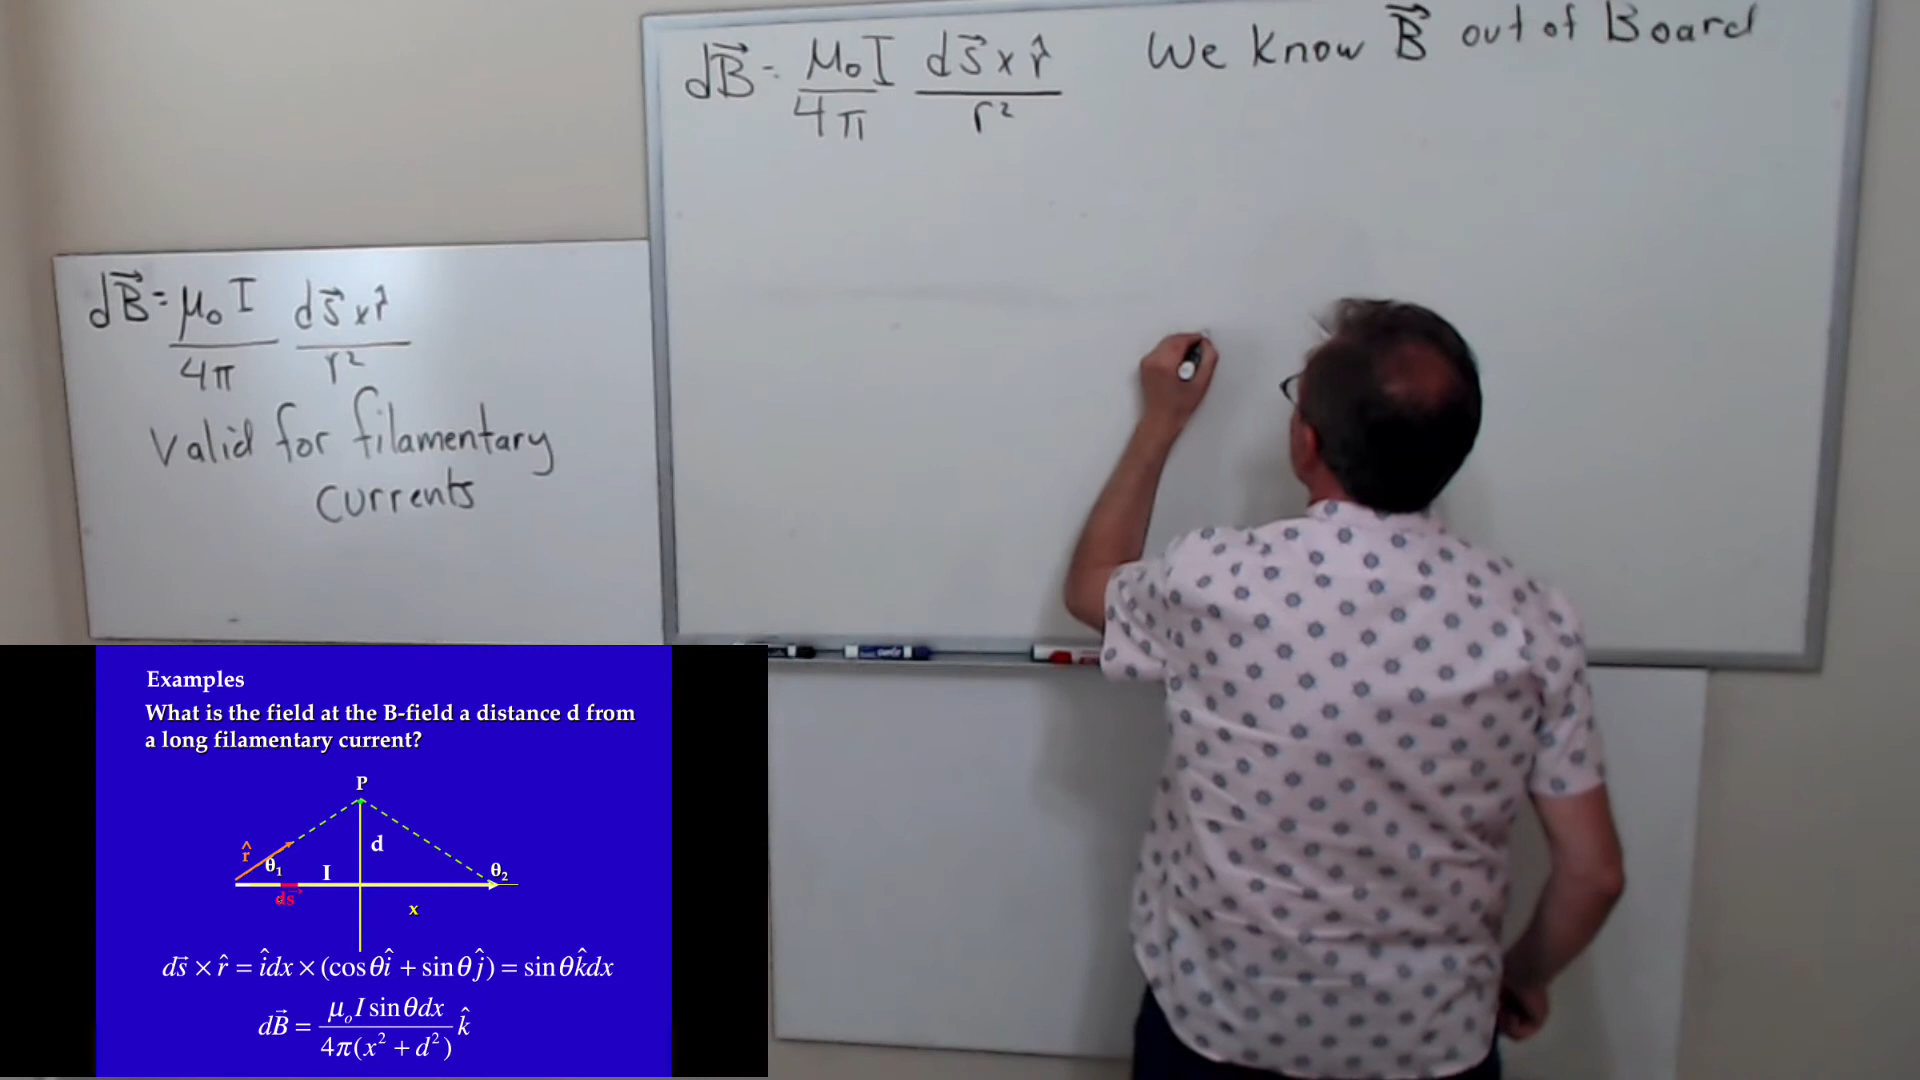 dB⃗ = μ₀I/4π ds⃗ x r̂/r² We know B⃗ out of Board
dB⃗ = μ₀I/4π ds⃗ x r̂/r²
Valid for filamentary
currents
Examples
What is the field at the B-field a distance d from
a long filamentary current?
P
d
r̂ θ₁ I θ₂
ds⃗ x
ds⃗ × r̂ = îdx × (cosθî + sinθĵ) = sinθk̂dx
dB⃗ = μₒI sinθdx/4π(x² + d²) k̂